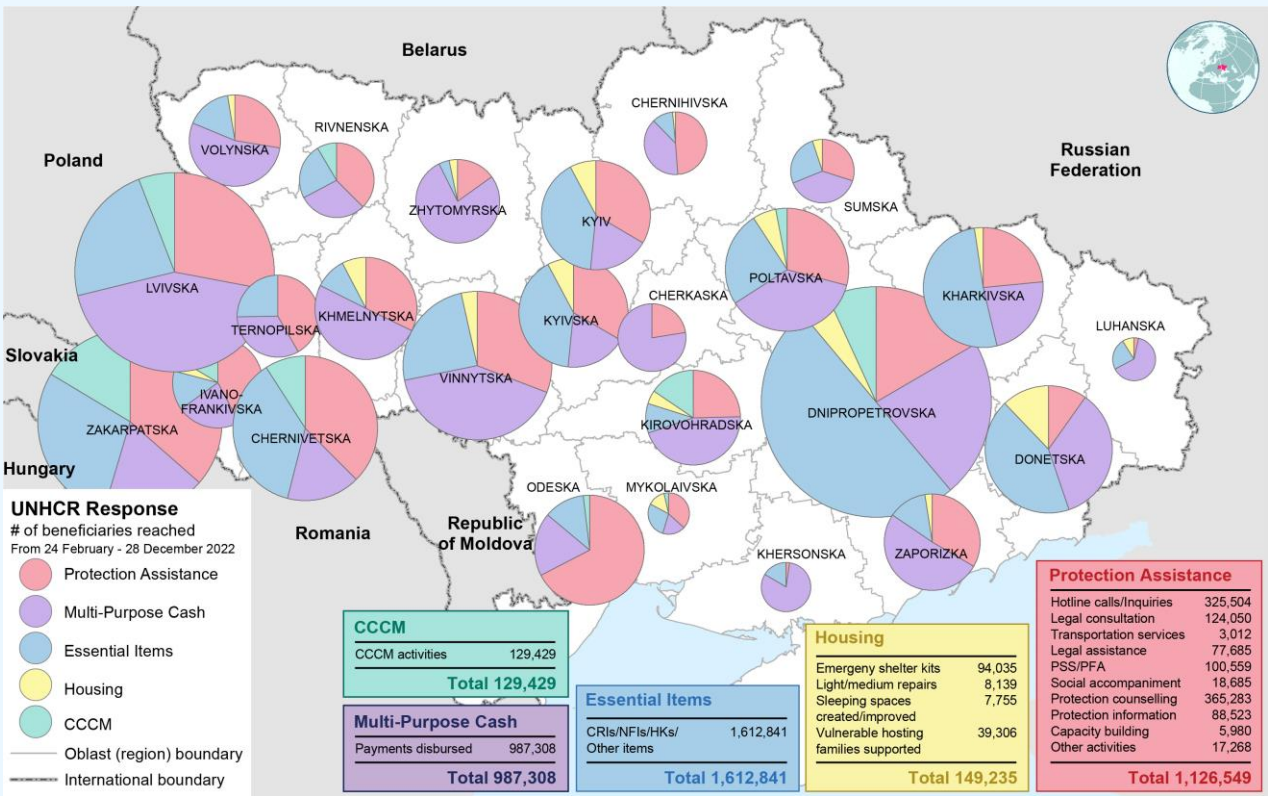 Belarus
CHERNIHIVSKA
RIVNENSKA
VOLYNSKA
Poland
Russian
Federation
ZHYTOMYRSKA
SUMSKA
KYIV
LVIVSKA
POLTAVSKA
KHARKIVSKA
KHMELNYTSKA
KYIVSKA
CHERKASKA
TERNOPILSKA
LUHANSKA
Slovakia
VINNYTSKA
IVANO-
FRANKIVSKA
DNIPROPETROVSKA
ZAKARPATSKA
CHERNIVETSKA
KIROVOHRADSKA
DONETSKA
Hungary
ODESKA
MYKOLAIVSKA
Romania
Republic
of Moldova
KHERSONSKA
ZAPORIZKA
UNHCR Response
# of beneficiaries reached
From 24 February - 28 December 2022
Protection Assistance
Multi-Purpose Cash
Essential Items
Housing
CCCM
Oblast (region) boundary
International boundary
CCCM
CCCM activities 129,429
Total 129,429
Multi-Purpose Cash
Payments disbursed 987,308
Total 987,308
Essential Items
CRIs/NFIs/HKs/
Other items 1,612,841
Total 1,612,841
Housing
Emergeny shelter kits 94,035
Light/medium repairs 8,139
Sleeping spaces 7,755
created/improved
Vulnerable hosting 39,306
families supported
Total 149,235
Protection Assistance
Hotline calls/Inquiries 325,504
Legal consultation 124,050
Transportation services 3,012
Legal assistance 77,685
PSS/PFA 100,559
Social accompaniment 18,685
Protection counselling 365,283
Protection information 88,523
Capacity building 5,980
Other activities 17,268
Total 1,126,549